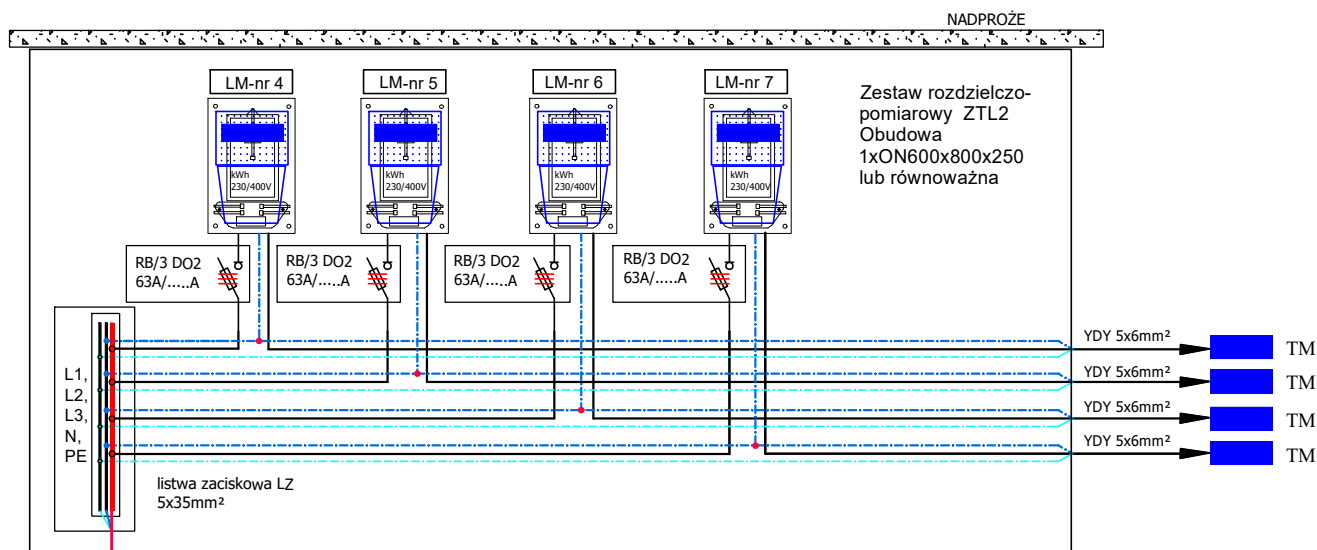 NADPROŻE
LM-nr 4
LM-nr 5
LM-nr 6
LM-nr 7
Zestaw rozdzielczo-
pomiarowy ZTL2
Obudowa
1xON600x800x250
lub równoważna
kWh
230/400V
kWh
230/400V
kWh
230/400V
kWh
230/400V
RB/3 DO2
63A/.....A
RB/3 DO2
63A/.....A
RB/3 DO2
63A/.....A
RB/3 DO2
63A/.....A
YDY 5x6mm²
TM
YDY 5x6mm²
TM
YDY 5x6mm²
TM
YDY 5x6mm²
TM
L1,
L2,
L3,
N,
PE
listwa zaciskowa LZ
5x35mm²